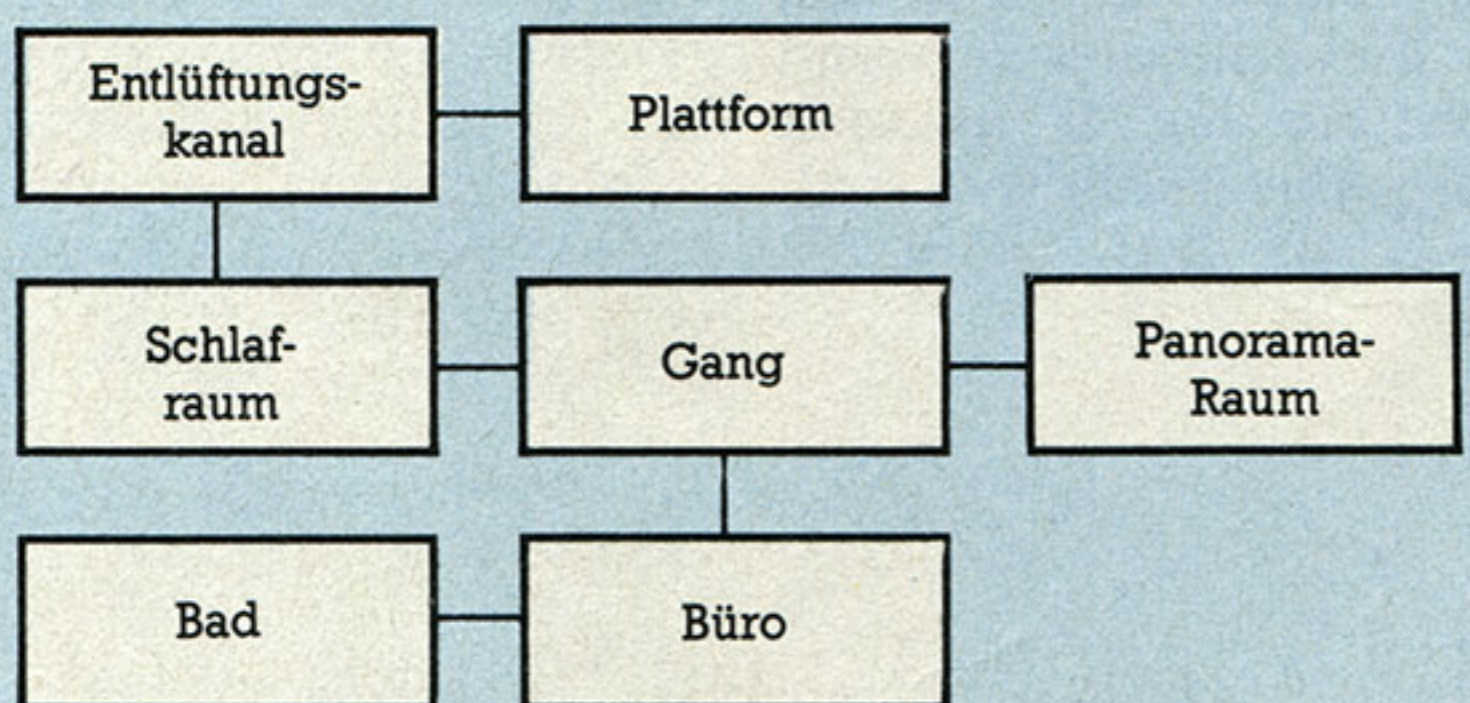 Entlüftungs-
kanal
Plattform
Schlaf-
raum
Gang
Panorama-
Raum
Bad
Büro